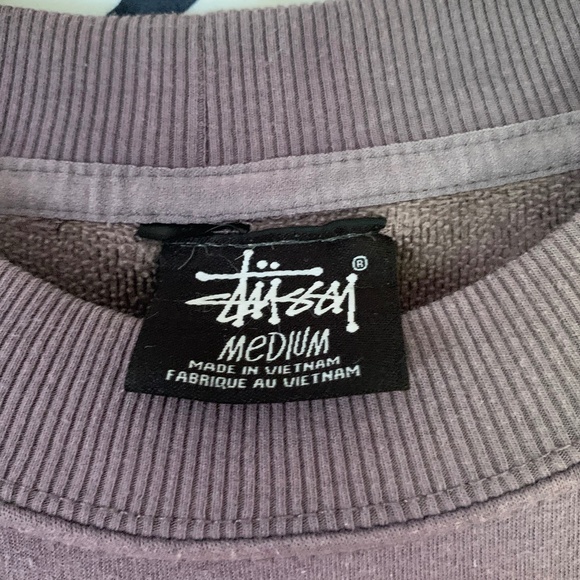 Stüssy ®
MEDIUM
MADE IN VIETNAM
FABRIQUE AU VIETNAM